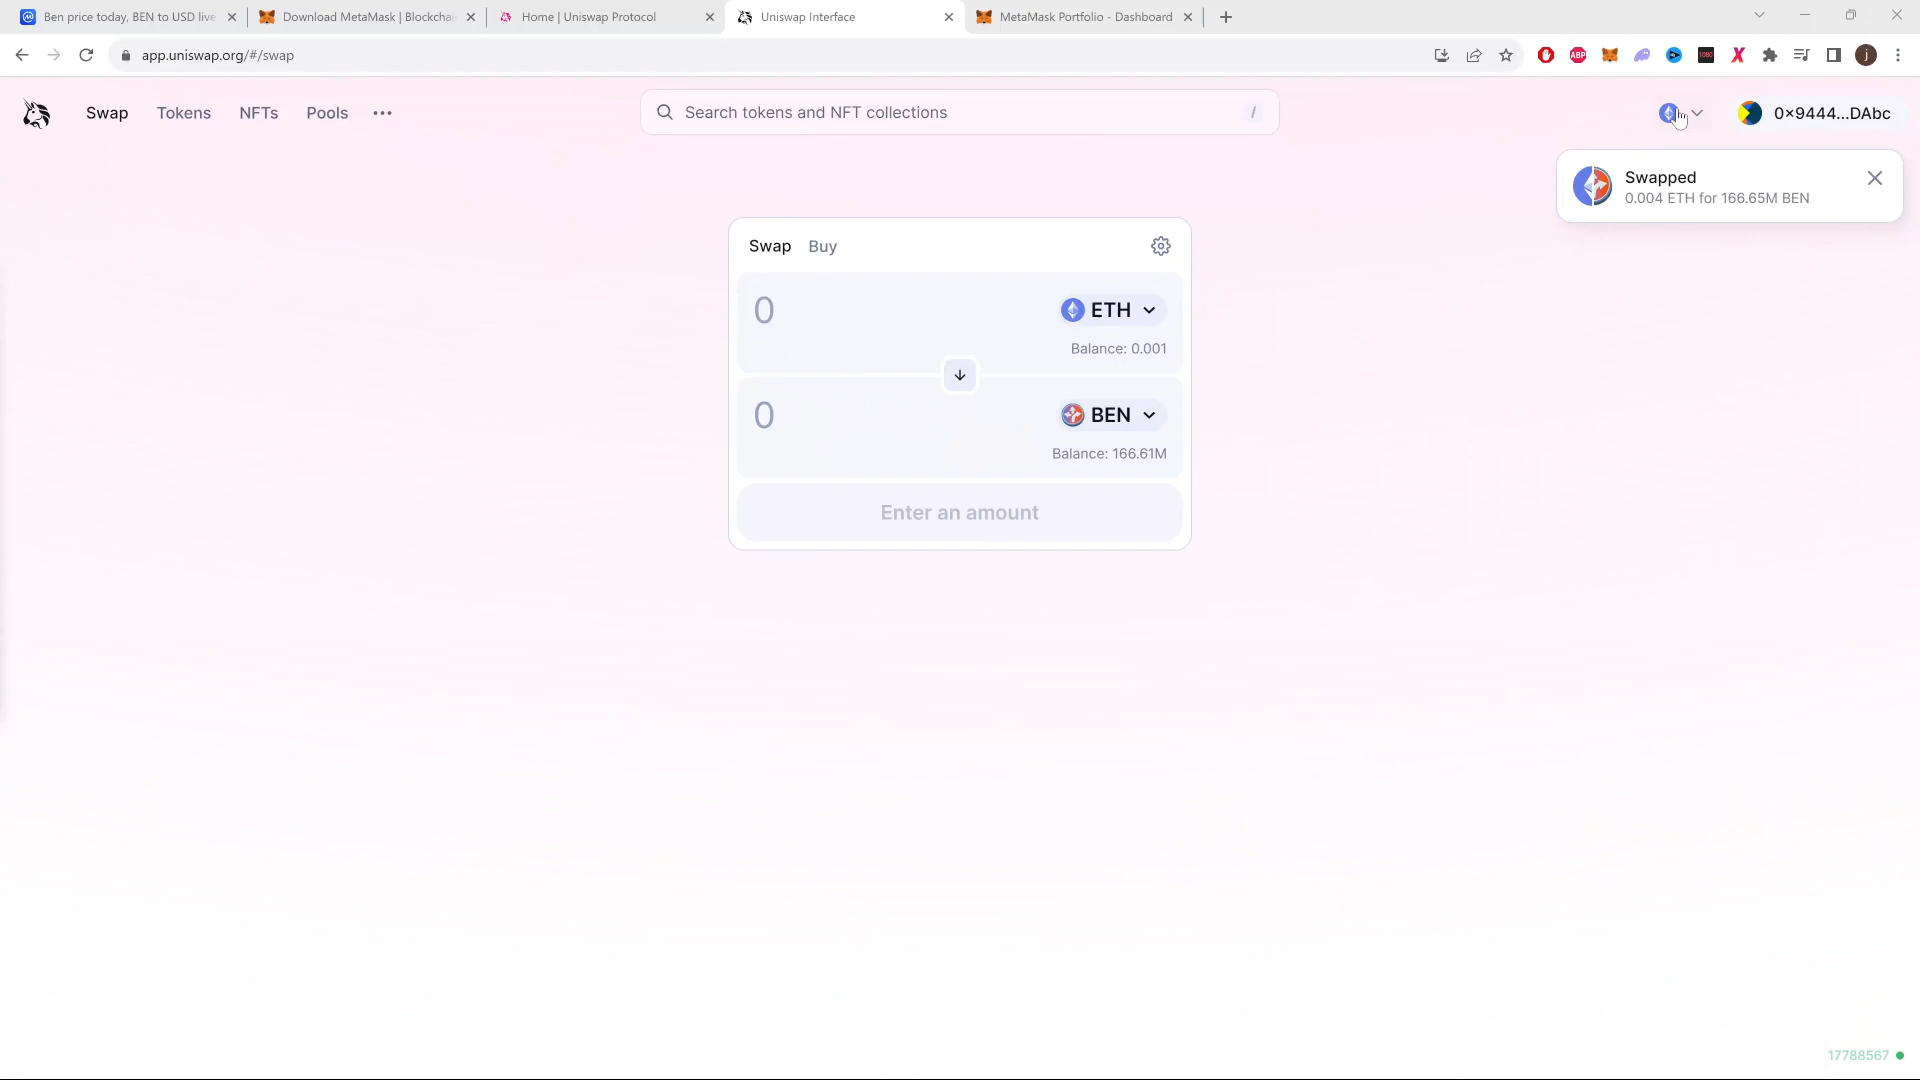 Ben price today, BEN to USD live
Download MetaMask | Blockchai
Home | Uniswap Protocol
Uniswap Interface
MetaMask Portfolio - Dashboard
app.uniswap.org/#/swap
ABP
1080
X
j
Swap
Tokens
NFTs
Pools
Search tokens and NFT collections
/
0×9444...DAbc
Swapped
0.004 ETH for 166.65M BEN
Swap
Buy
0
ETH
Balance: 0.001
0
BEN
Balance: 166.61M
Enter an amount
17788567